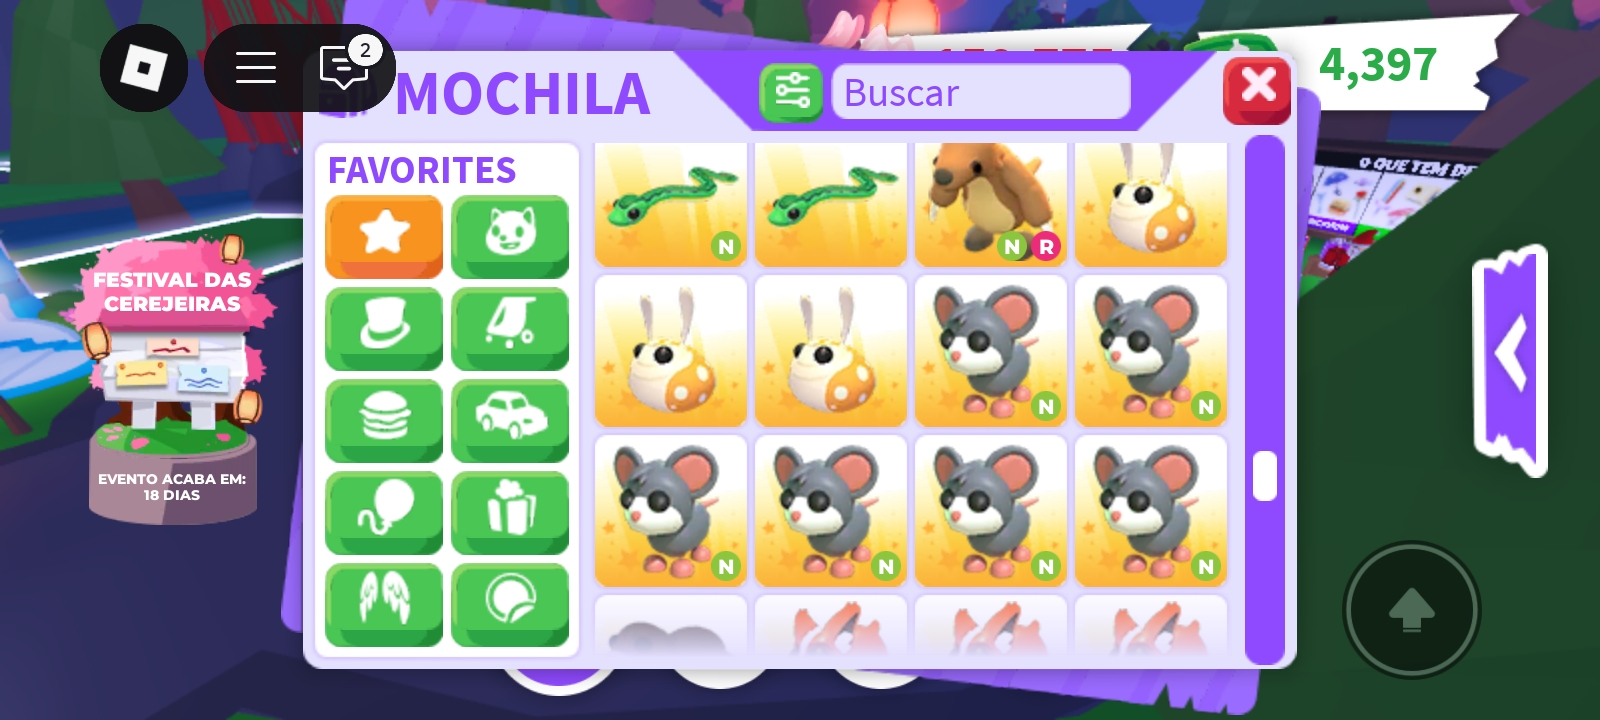 2
MOCHILA
Buscar
4,397
FAVORITES
O QUE TEM DE
N
N R
FESTIVAL DAS
CEREJEIRAS
N
N
N
N
N
N
EVENTO ACABA EM:
18 DIAS